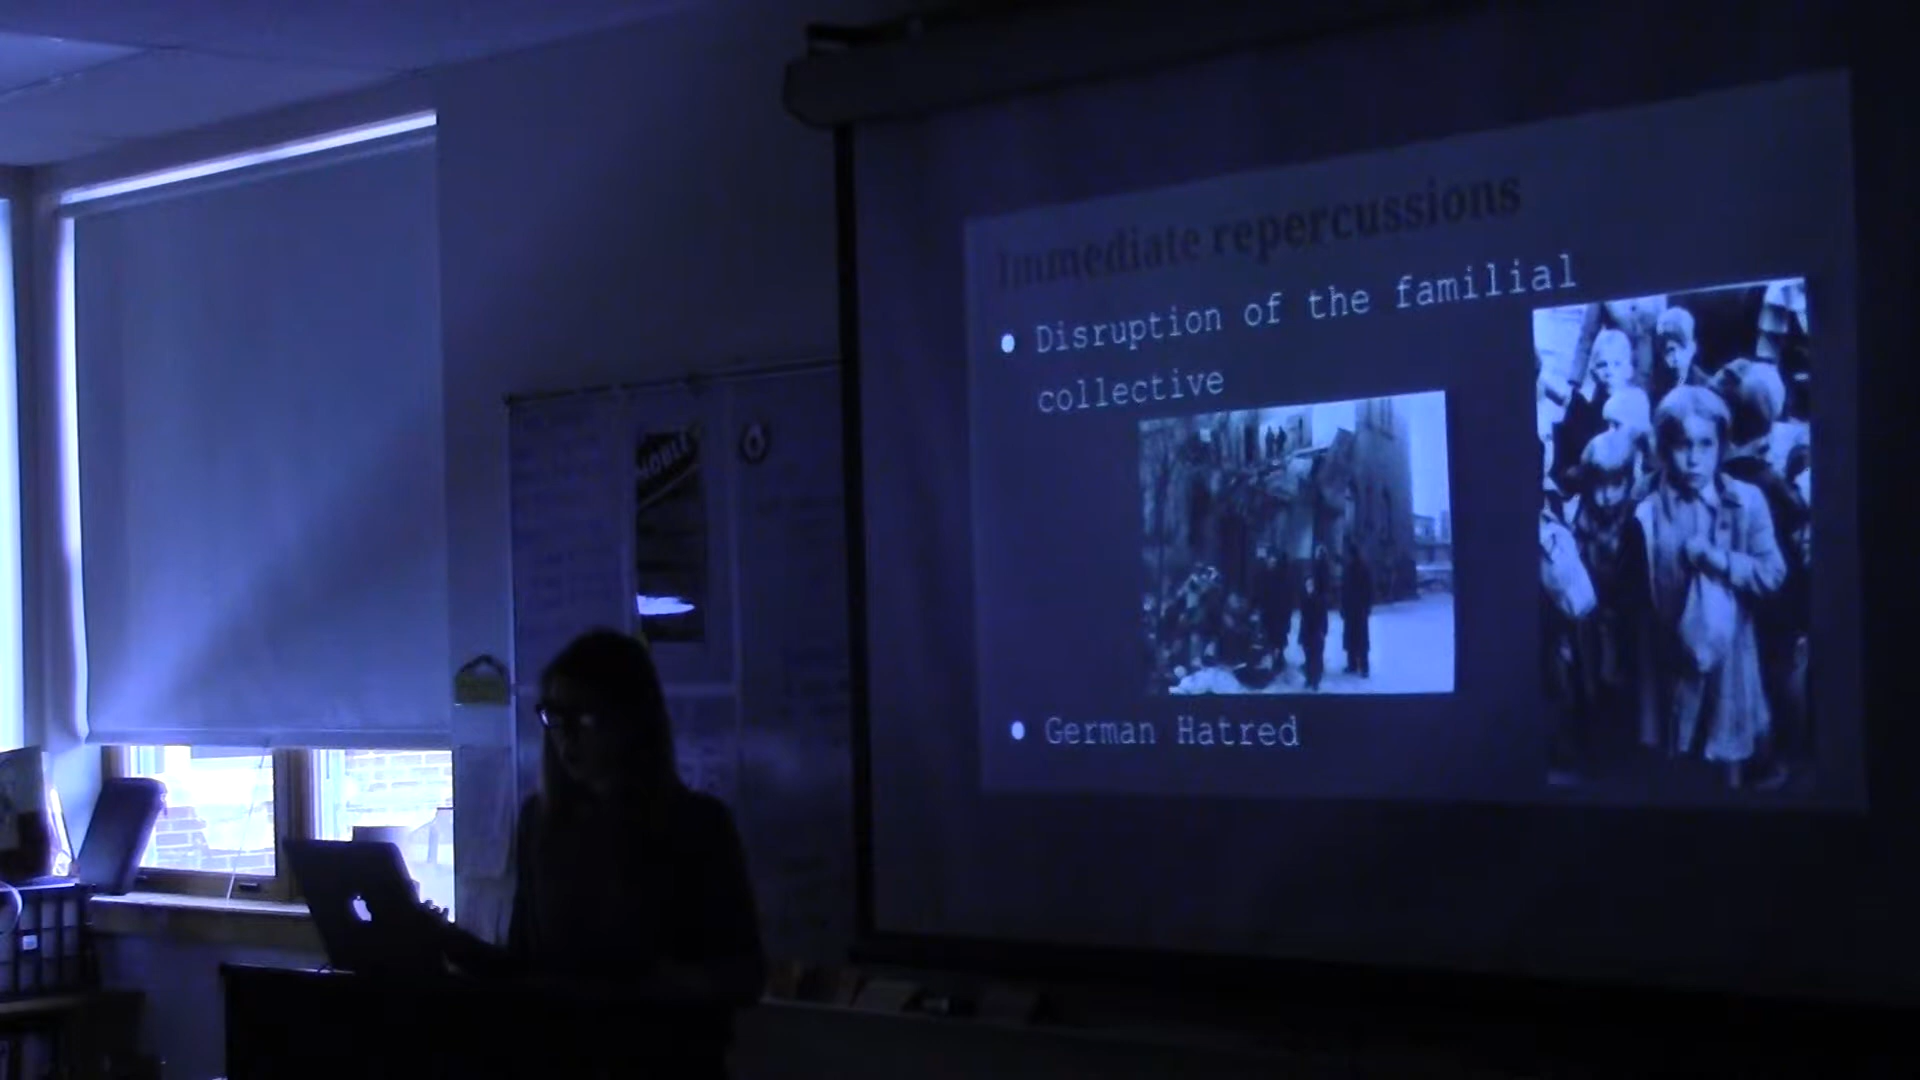 Immediate repercussions
Disruption of the familial
collective
German Hatred